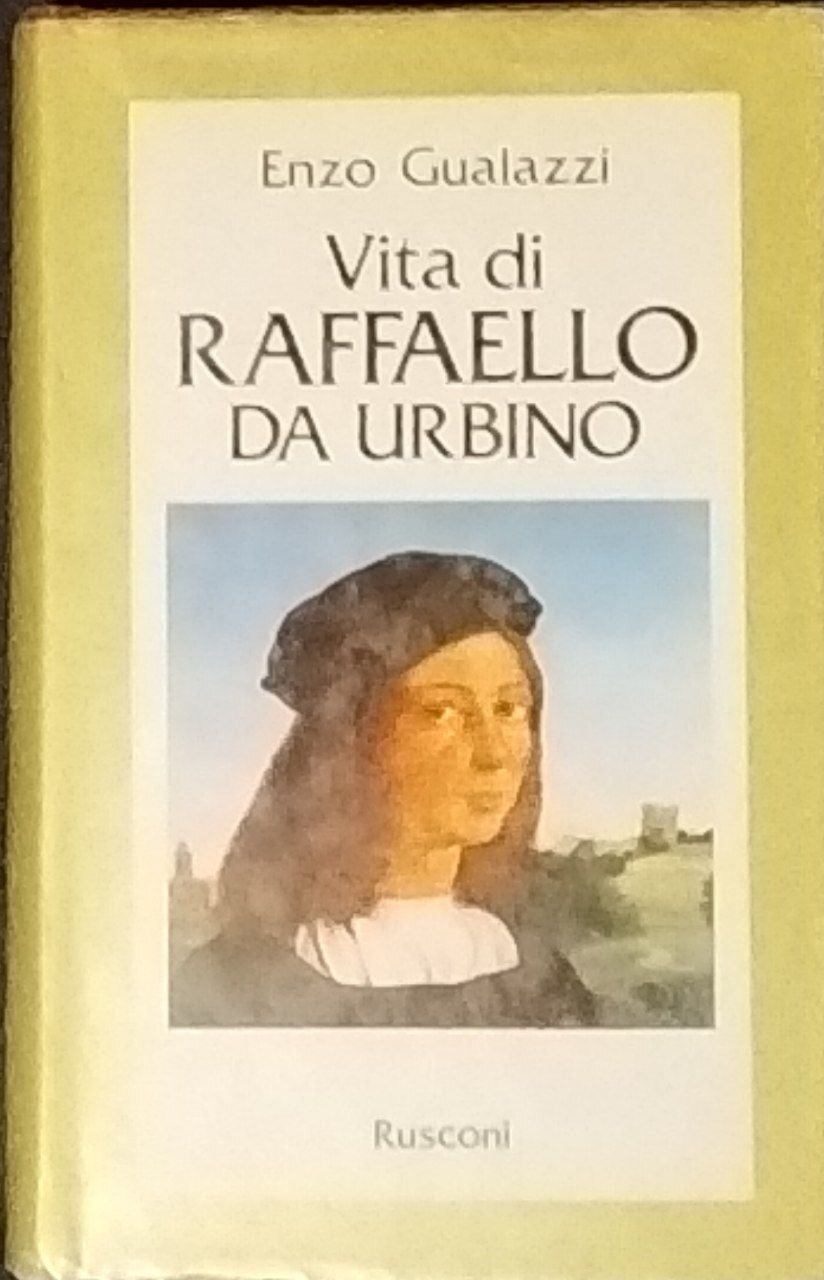 Enzo Gualazzi
Vita di
RAFFAELLO
DA URBINO
Rusconi